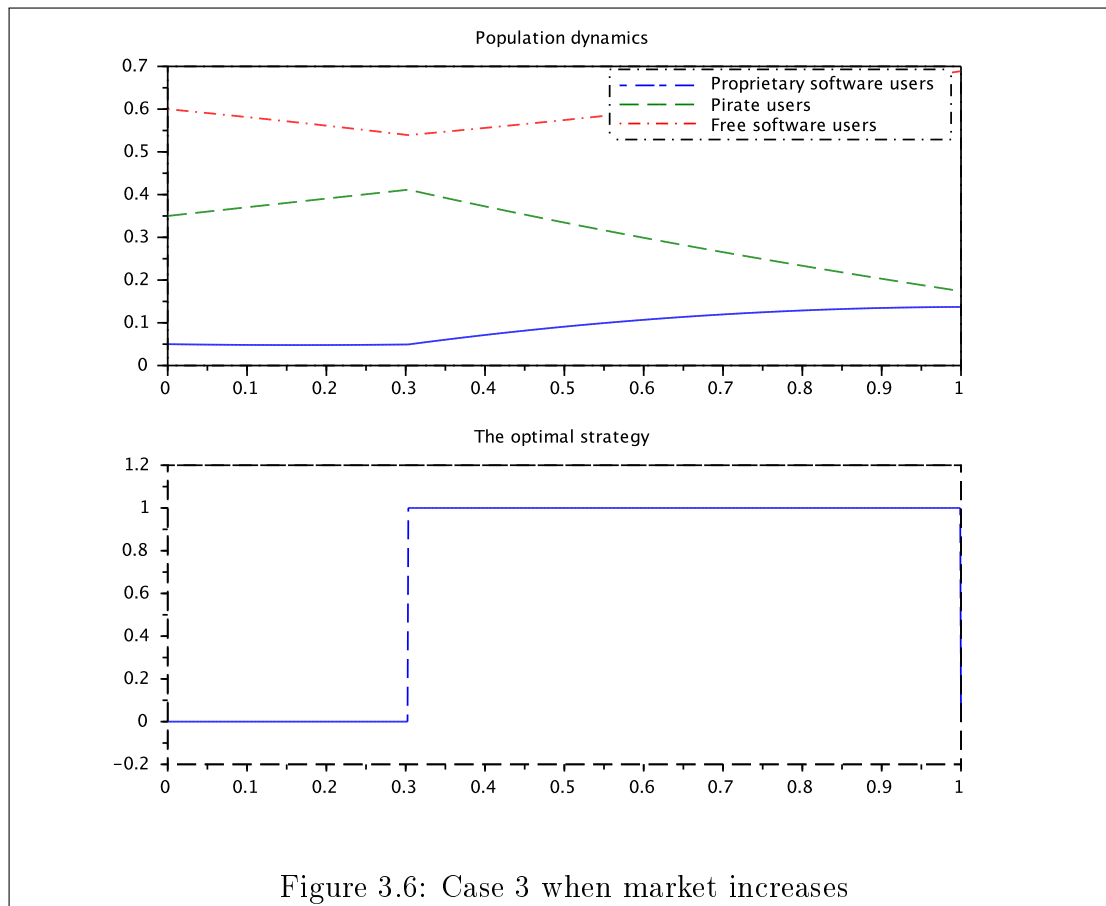 Population dynamics
0.7
0.6
0.5
0.4
0.3
0.2
0.1
0
Proprietary software users
Pirate users
Free software users
0 0.1 0.2 0.3 0.4 0.5 0.6 0.7 0.8 0.9 1
The optimal strategy
1.2
1
0.8
0.6
0.4
0.2
0
−0.2
0 0.1 0.2 0.3 0.4 0.5 0.6 0.7 0.8 0.9 1
Figure 3.6: Case 3 when market increases